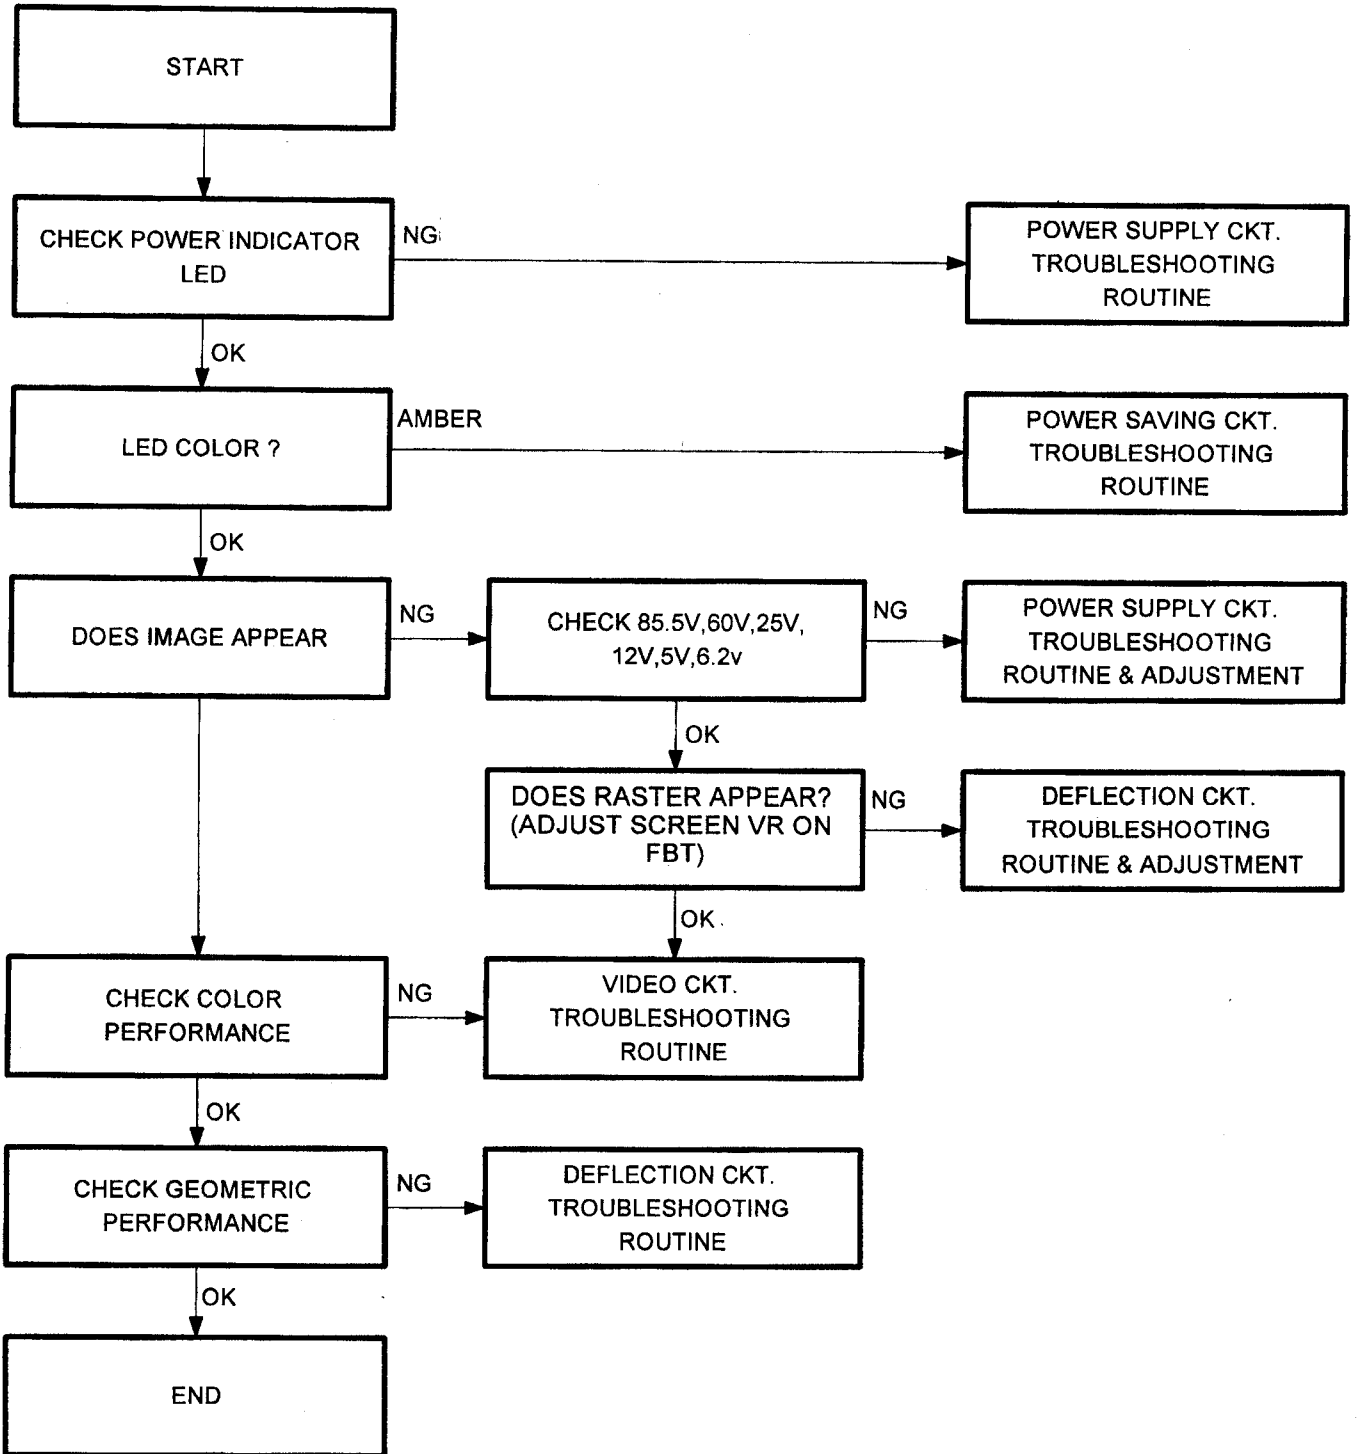 START
CHECK POWER INDICATOR
LED
NG
POWER SUPPLY CKT.
TROUBLESHOOTING
ROUTINE
OK
LED COLOR ?
AMBER
POWER SAVING CKT.
TROUBLESHOOTING
ROUTINE
OK
DOES IMAGE APPEAR
NG
CHECK 85.5V,60V,25V,
12V,5V,6.2v
NG
POWER SUPPLY CKT.
TROUBLESHOOTING
ROUTINE & ADJUSTMENT
OK
DOES RASTER APPEAR?
(ADJUST SCREEN VR ON
FBT)
NG
DEFLECTION CKT.
TROUBLESHOOTING
ROUTINE & ADJUSTMENT
OK
CHECK COLOR
PERFORMANCE
NG
VIDEO CKT.
TROUBLESHOOTING
ROUTINE
OK
CHECK GEOMETRIC
PERFORMANCE
NG
DEFLECTION CKT.
TROUBLESHOOTING
ROUTINE
OK
END